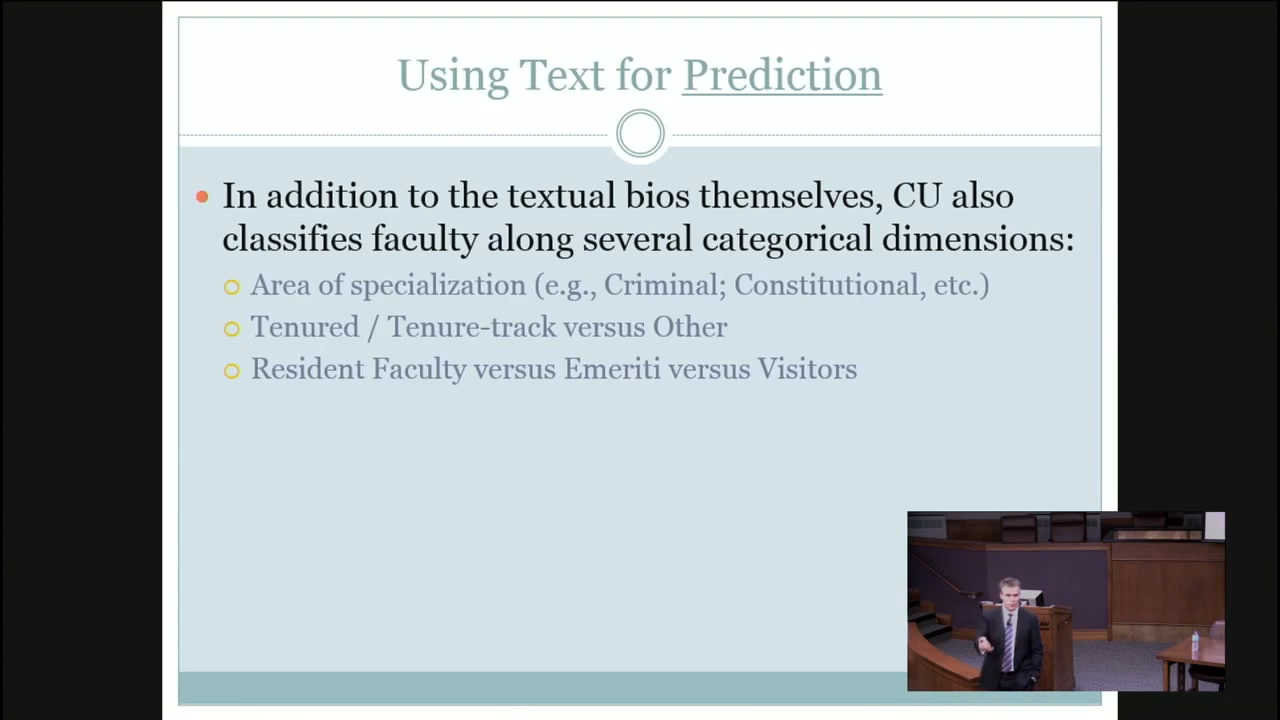 Using Text for Prediction
In addition to the textual bios themselves, CU also
classifies faculty along several categorical dimensions:
Area of specialization (e.g., Criminal; Constitutional, etc.)
Tenured / Tenure-track versus Other
Resident Faculty versus Emeriti versus Visitors